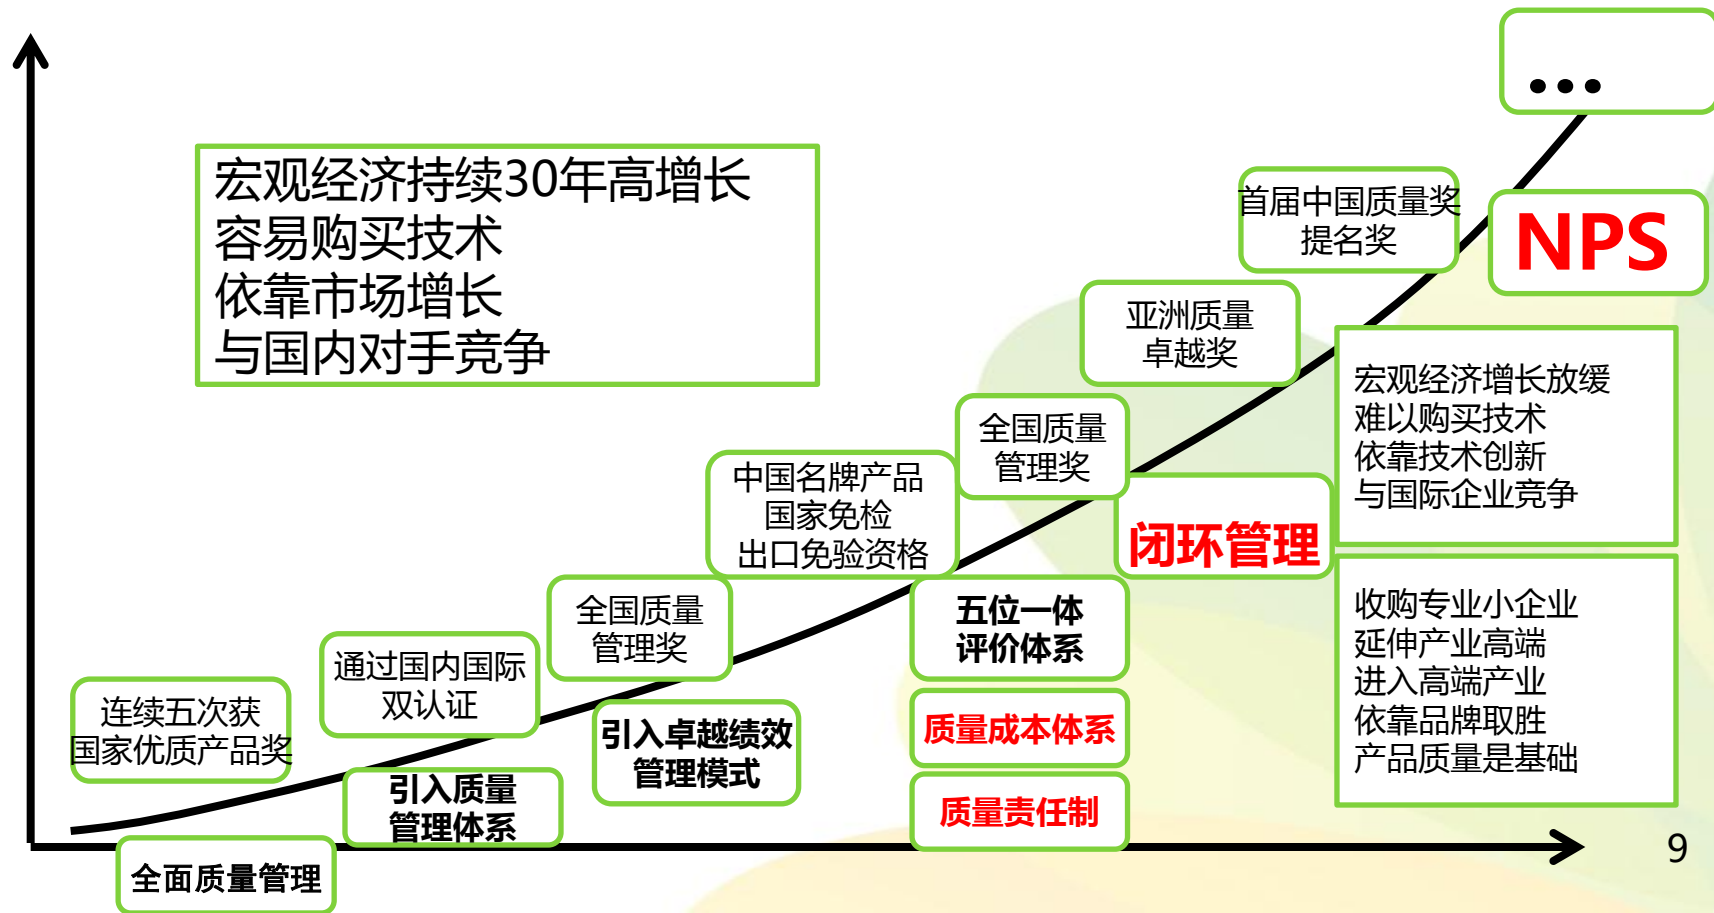 ...
宏观经济持续30年高增长
容易购买技术
依靠市场增长
与国内对手竞争
首届中国质量奖
提名奖
NPS
亚洲质量
卓越奖
宏观经济增长放缓
难以购买技术
依靠技术创新
与国际企业竞争
全国质量
管理奖
中国名牌产品
国家免检
出口免验资格
闭环管理
全国质量
管理奖
五位一体
评价体系
收购专业小企业
延伸产业高端
进入高端产业
依靠品牌取胜
产品质量是基础
通过国内国际
双认证
连续五次获
国家优质产品奖
引入卓越绩效
管理模式
质量成本体系
引入质量
管理体系
质量责任制
全面质量管理
9